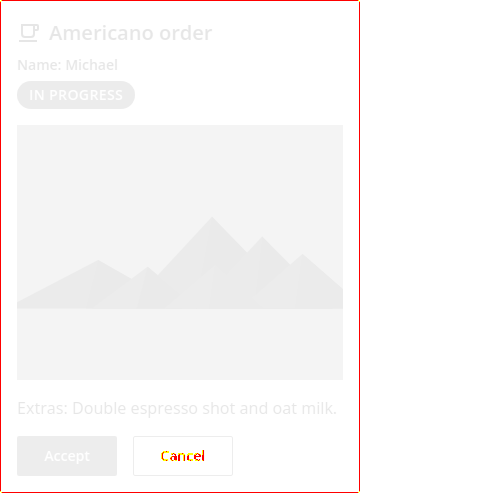 Americano order
Name: Michael
IN PROGRESS
Extras: Double espresso shot and oat milk.
Accept
Cancel